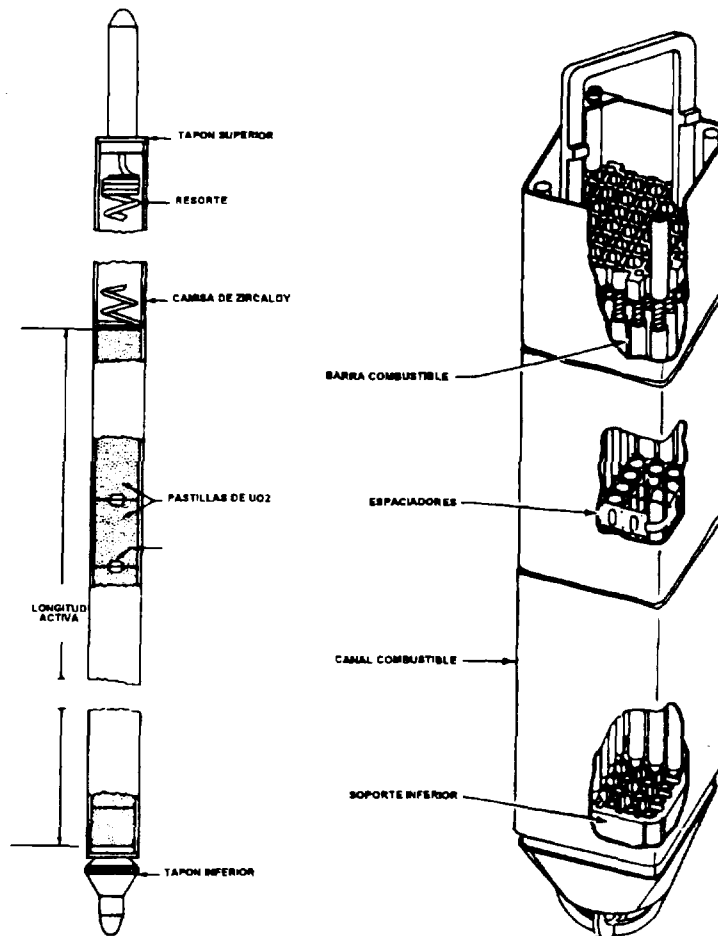 TAPON SUPERIOR
RESORTE
CAMISA DE ZIRCALOY
PASTILLAS DE UO2
LONGITUD
ACTIVA
TAPON INFERIOR
BARRA COMBUSTIBLE
ESPACIADORES
CANAL COMBUSTIBLE
SOPORTE INFERIOR